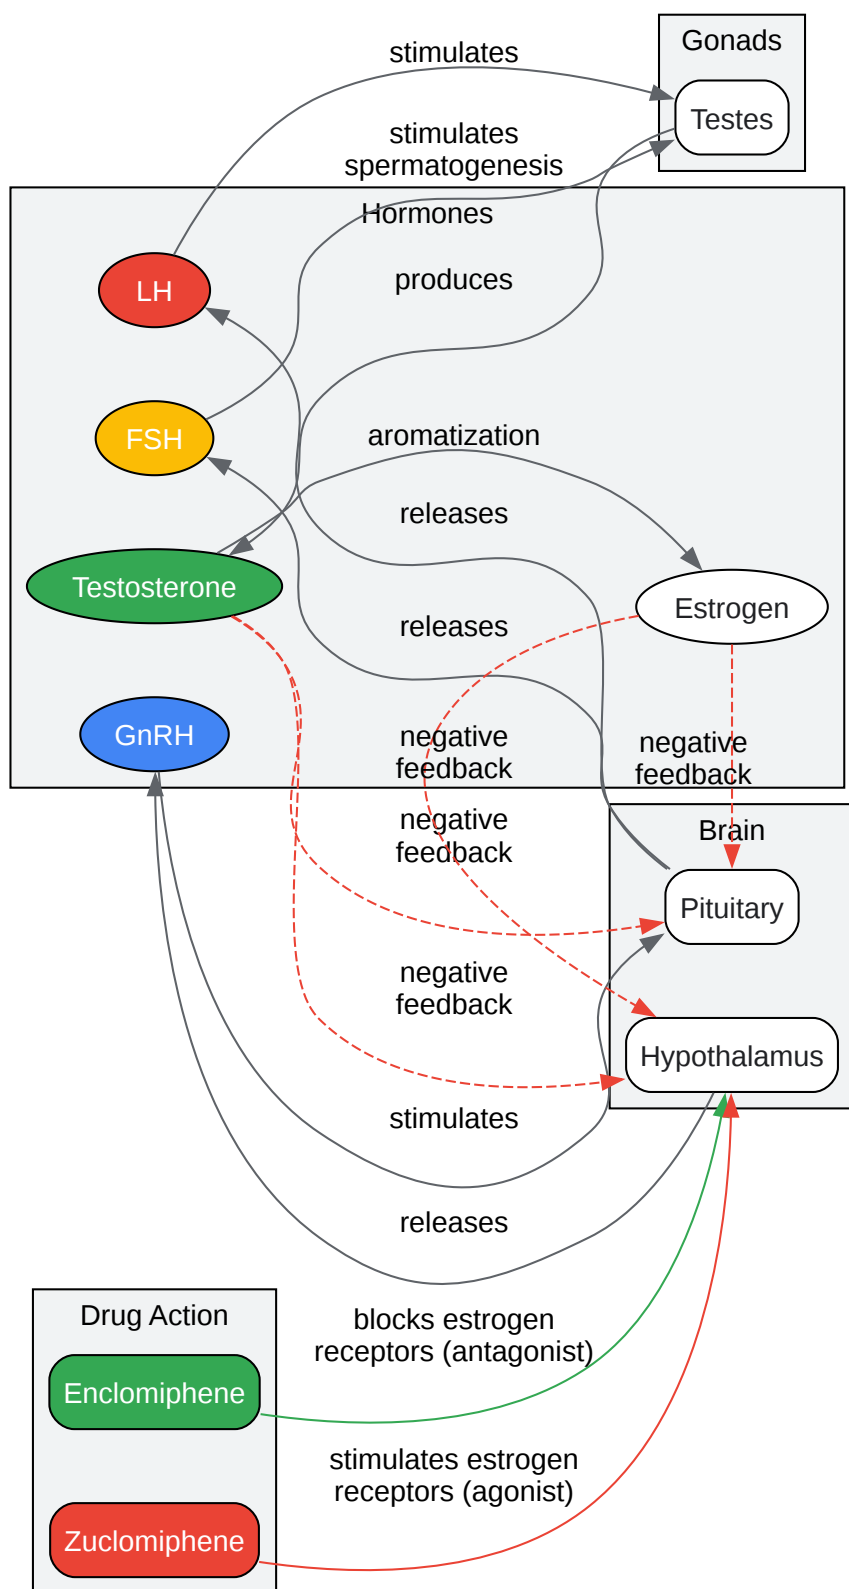 Gonads
stimulates
Testes
stimulates
spermatogenesis
Hormones
LH
produces
FSH
aromatization
releases
Testosterone
Estrogen
releases
GnRH
negative
feedback
negative
feedback
negative
feedback
Brain
Pituitary
negative
feedback
Hypothalamus
stimulates
releases
Drug Action
blocks estrogen
receptors (antagonist)
Enclomiphene
stimulates estrogen
receptors (agonist)
Zuclomiphene